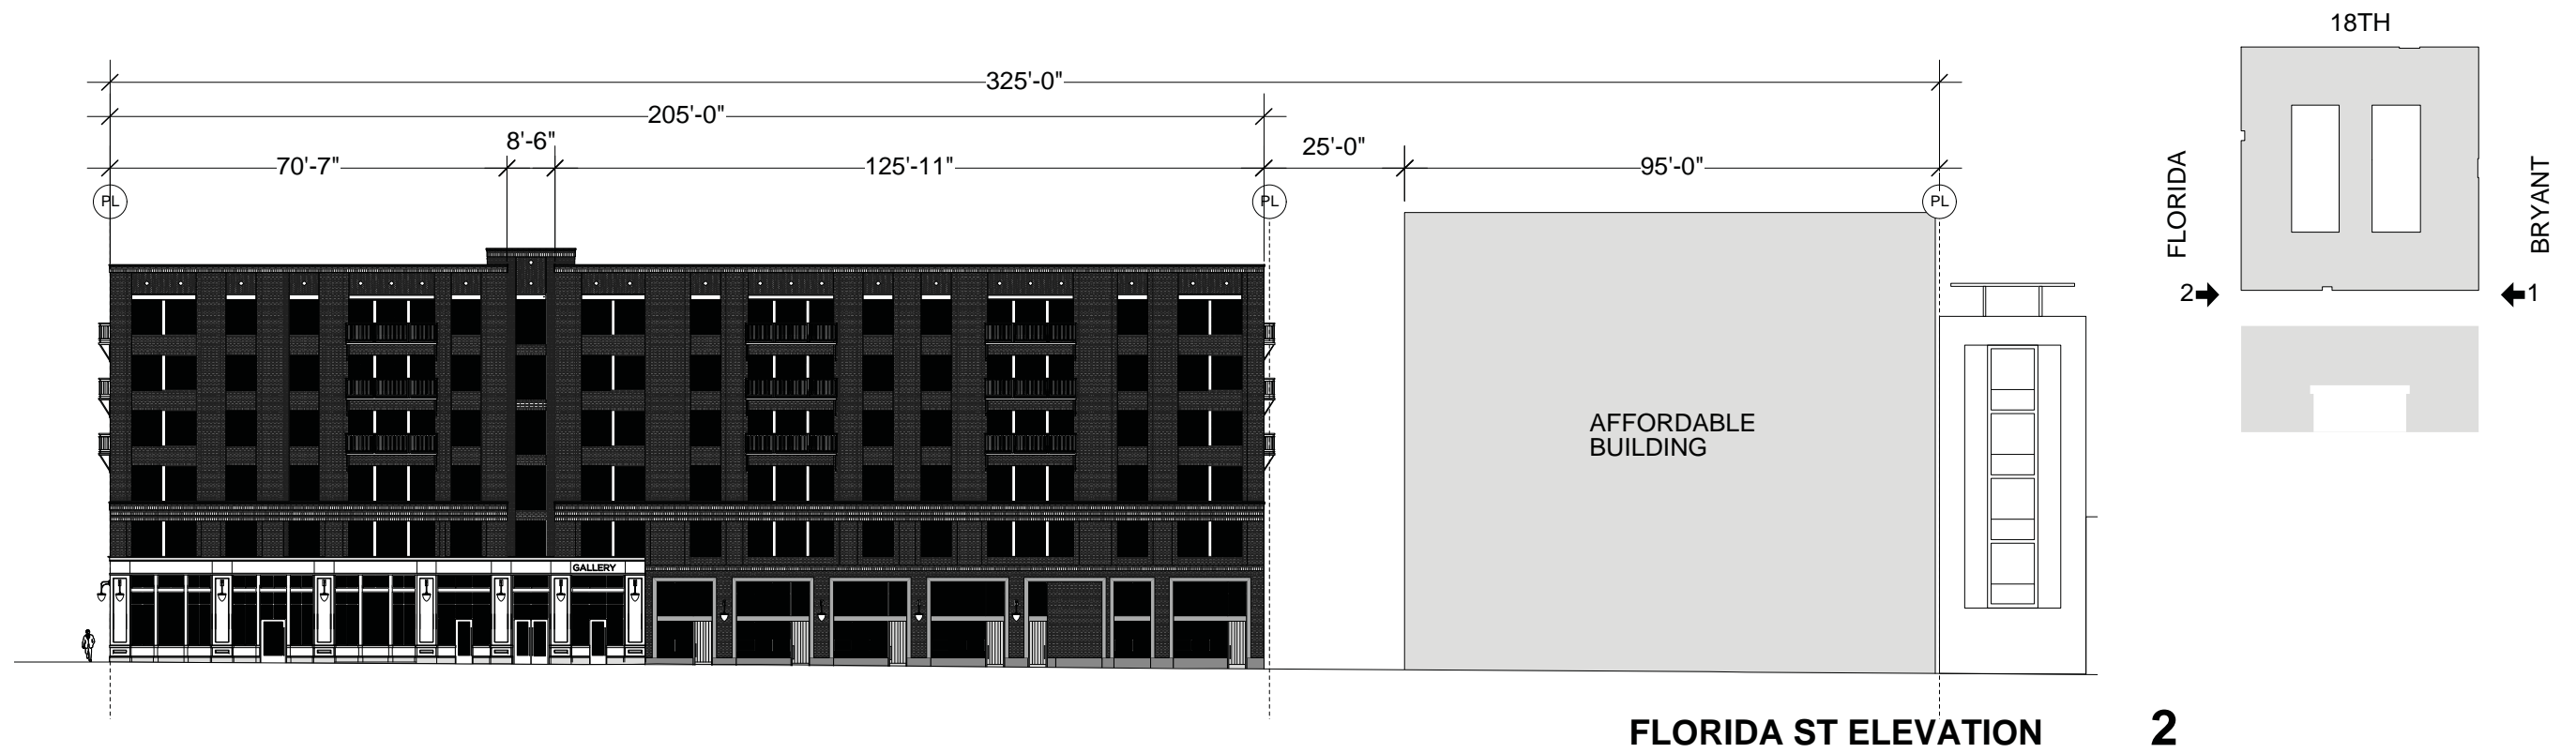 18TH
325'-0"
205'-0"
8'-6"
70'-7"
125'-11"
25'-0"
95'-0"
PL
PL
PL
FLORIDA
BRYANT
2
1
AFFORDABLE
BUILDING
GALLERY
FLORIDA ST ELEVATION 2